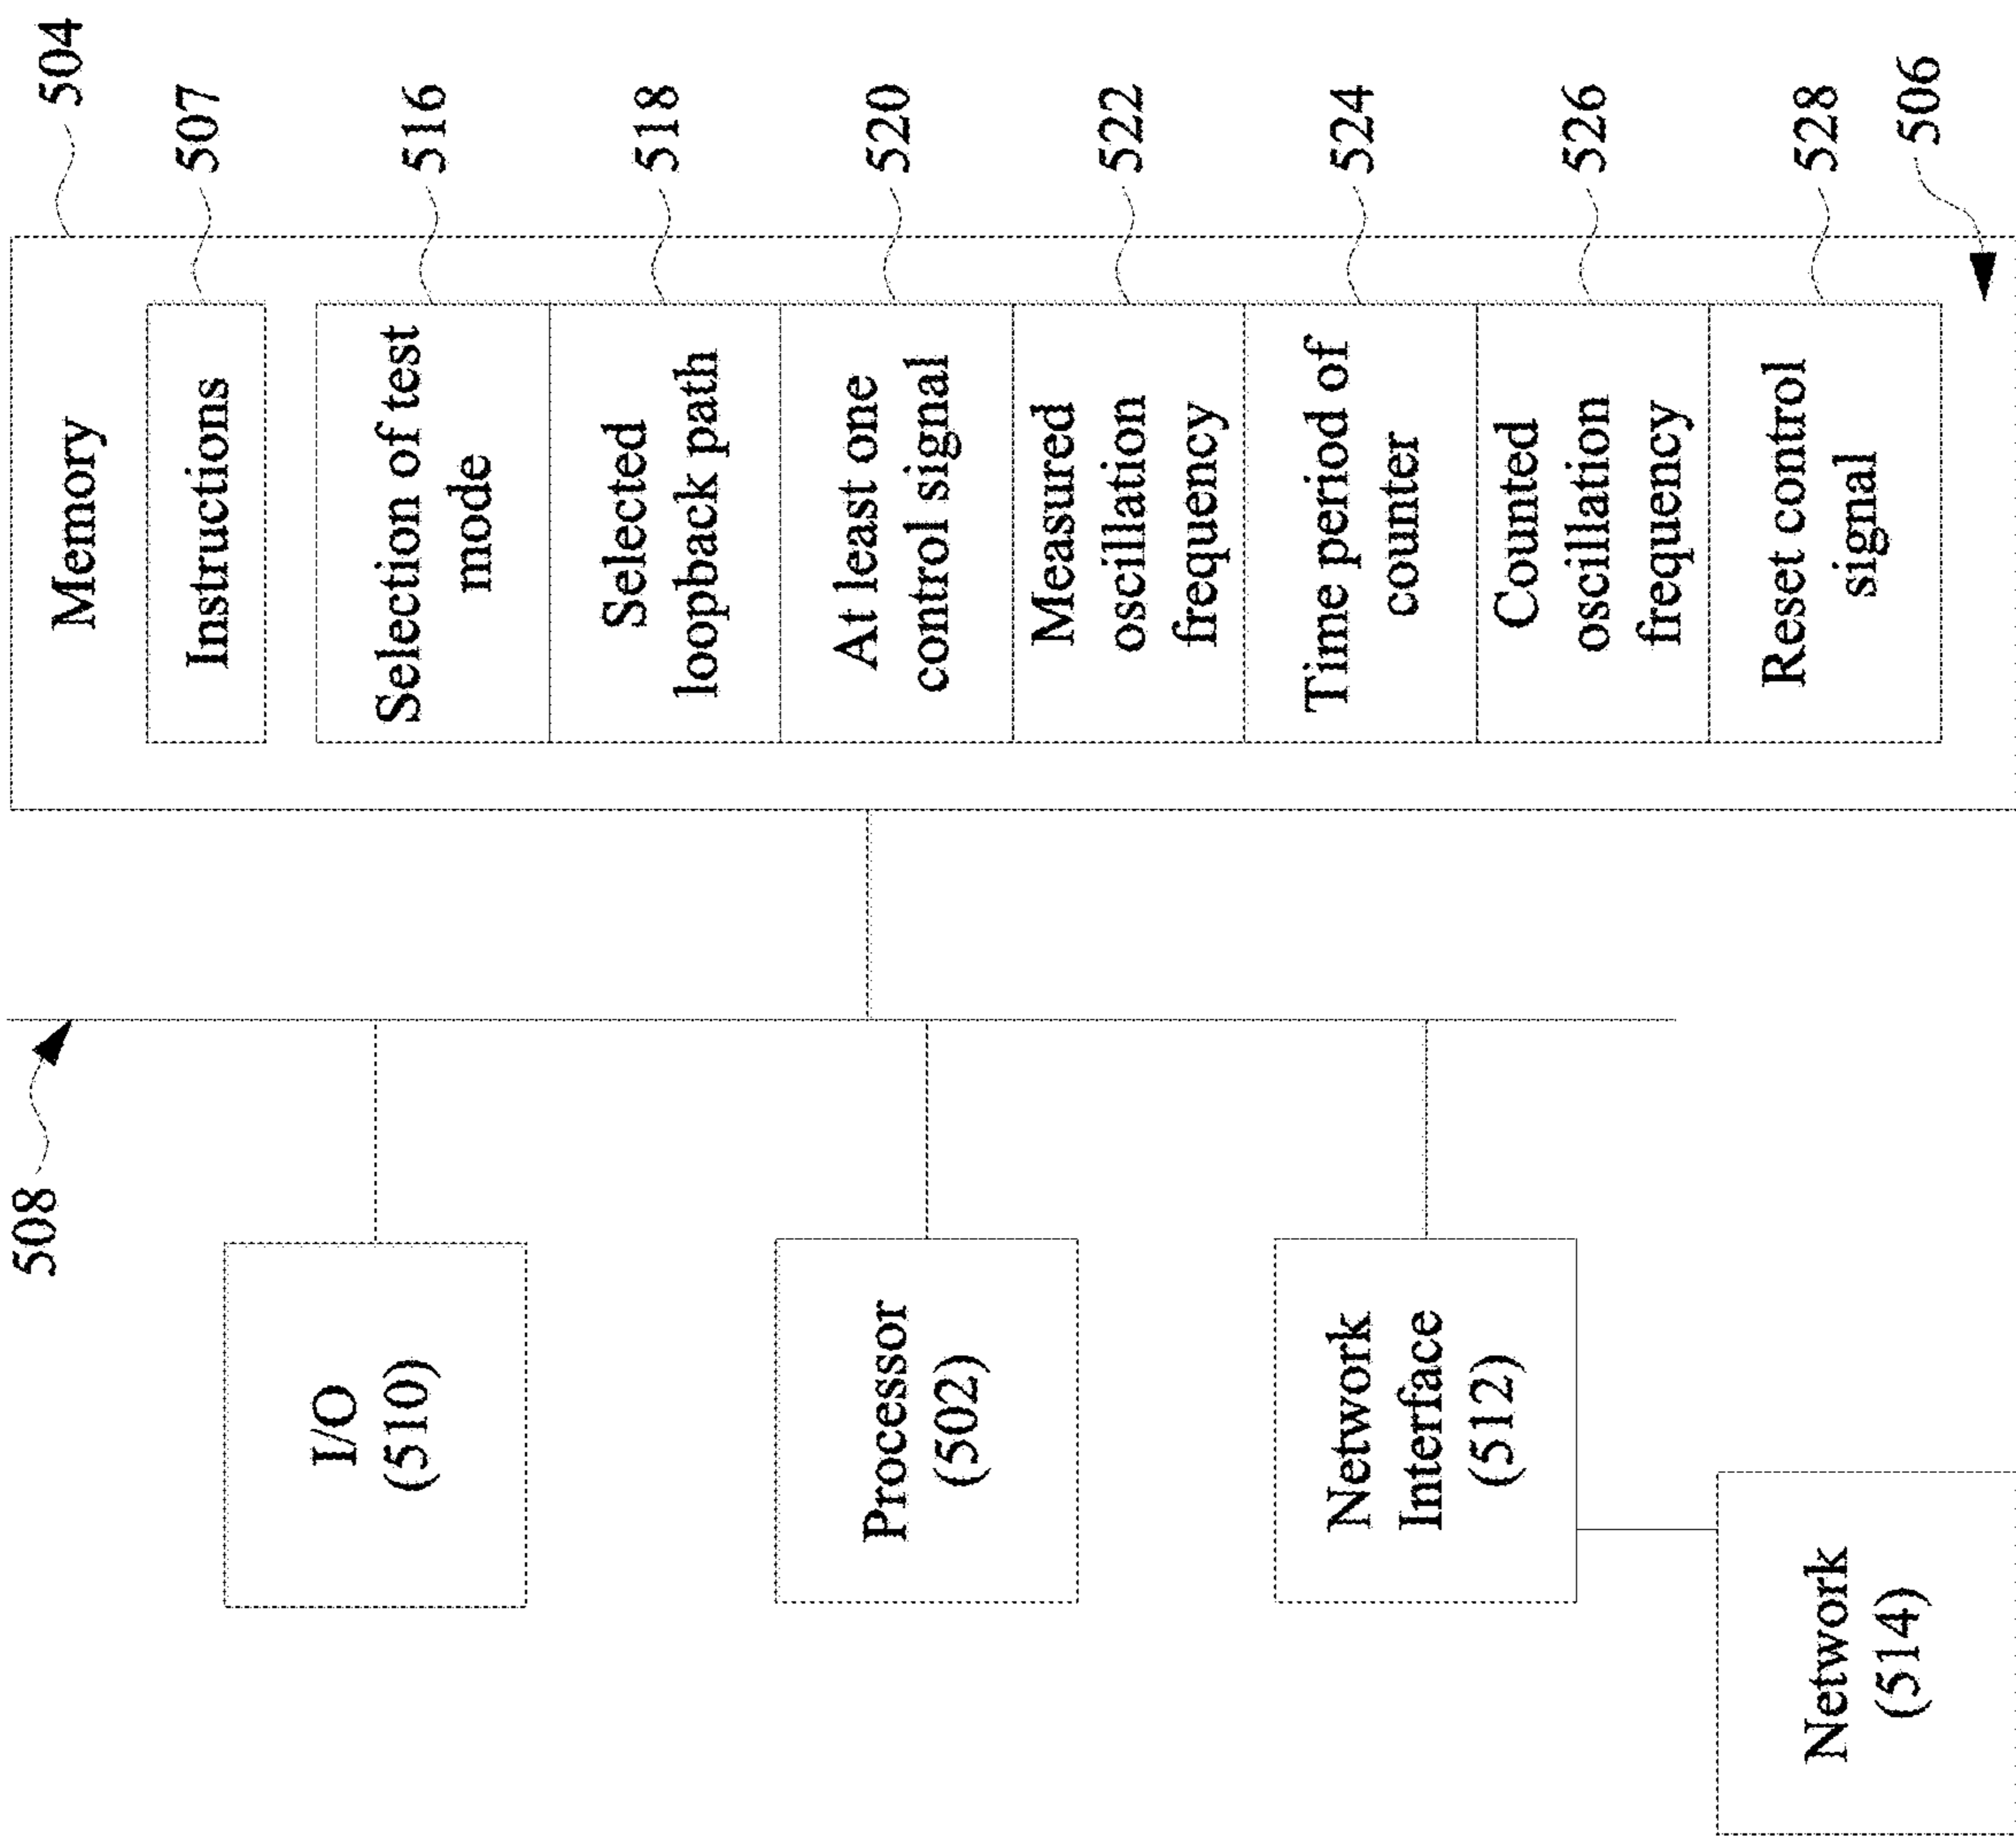 508
I/O
(510)
Processor
(502)
Network
Interface
(512)
Network
(514)
Memory
Instructions
Selection of test
mode
Selected
loopback path
At least one
control signal
Measured
oscillation
frequency
Time period of
counter
Counted
oscillation
frequency
Reset control
signal
504
507
516
518
520
522
524
526
528
506